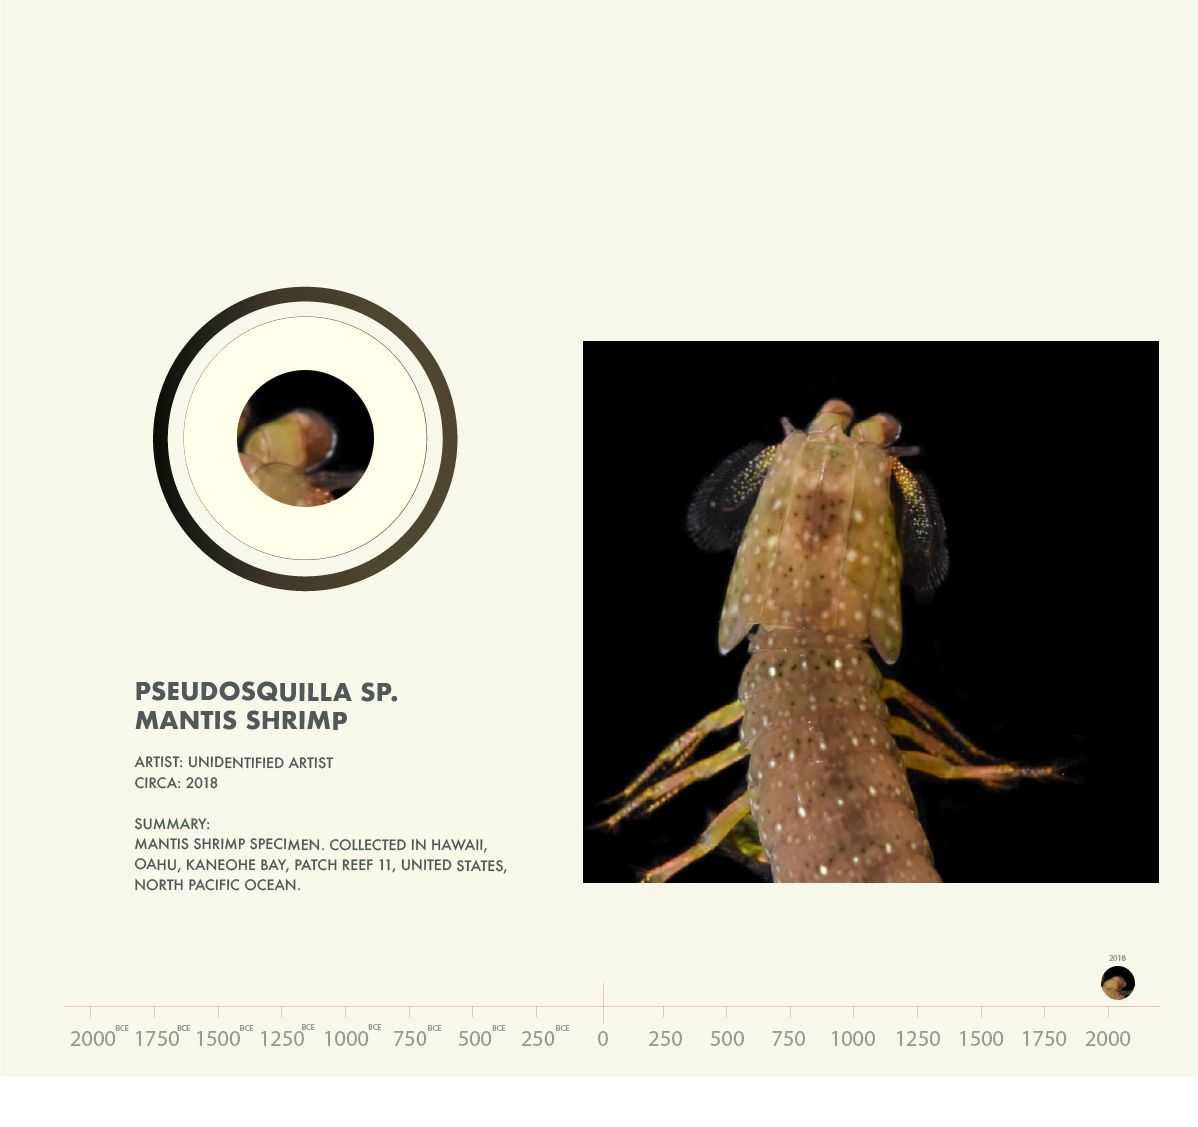 PSEUDOSQUILLA SP.
MANTIS SHRIMP
ARTIST: UNIDENTIFIED ARTIST
CIRCA: 2018
SUMMARY:
MANTIS SHRIMP SPECIMEN. COLLECTED IN HAWAII,
OAHU, KANEOHE BAY, PATCH REEF 11, UNITED STATES,
NORTH PACIFIC OCEAN.
2018
2000 BCE 1750 BCE 1500 BCE 1250 BCE 1000 BCE 750 BCE 500 BCE 250 BCE 0 250 500 750 1000 1250 1500 1750 2000